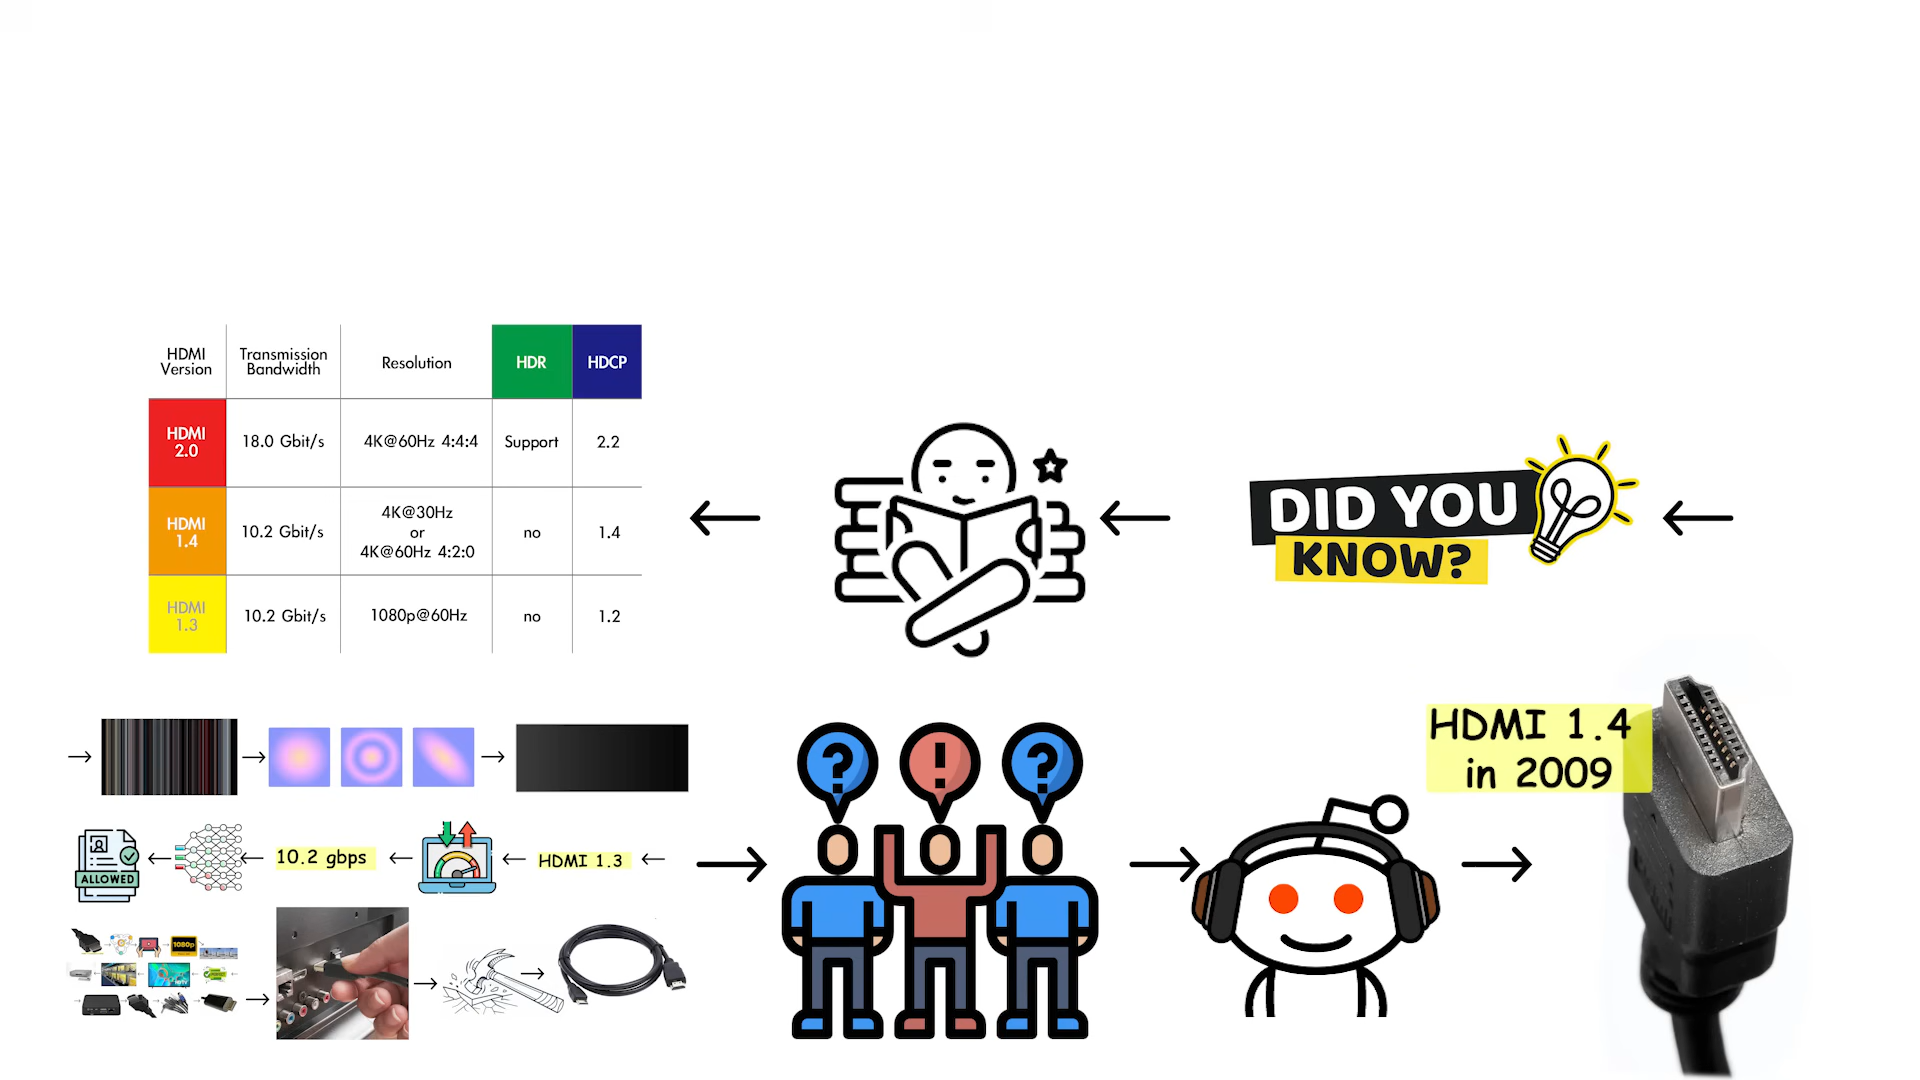 HDMI Version
Transmission Bandwidth
Resolution
HDR
HDCP
HDMI 2.0
18.0 Gbit/s
4K@60Hz 4:4:4
Support
2.2
HDMI 1.4
10.2 Gbit/s
4K@30Hz
or
4K@60Hz 4:2:0
no
1.4
HDMI 1.3
10.2 Gbit/s
1080p@60Hz
no
1.2
DID YOU
KNOW?
HDMI 1.4
in 2009
?
!
?
ALLOWED
10.2 gbps
HDMI 1.3
1080p
HDTV